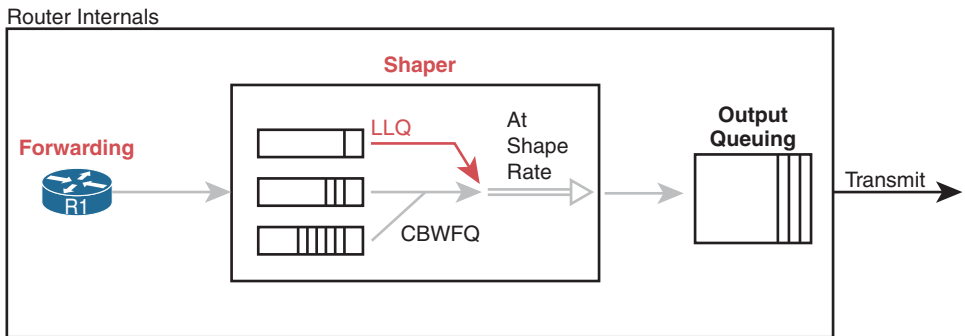 Router Internals
Shaper
Forwarding
R1
LLQ
CBWFQ
At
Shape
Rate
Output
Queuing
Transmit